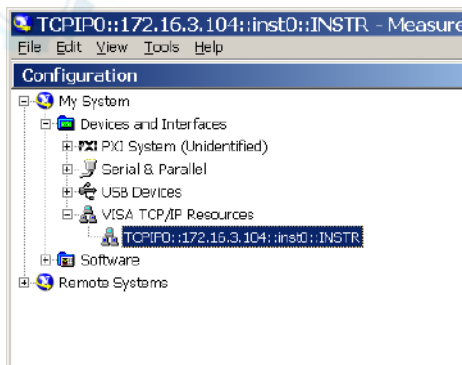 TCPIP0::172.16.3.104::inst0::INSTR - Measure
File Edit View Tools Help
Configuration
My System
Devices and Interfaces
PXI PXI System (Unidentified)
Serial & Parallel
USB Devices
VISA TCP/IP Resources
TCPIP0::172.16.3.104::inst0::INSTR
Software
Remote Systems